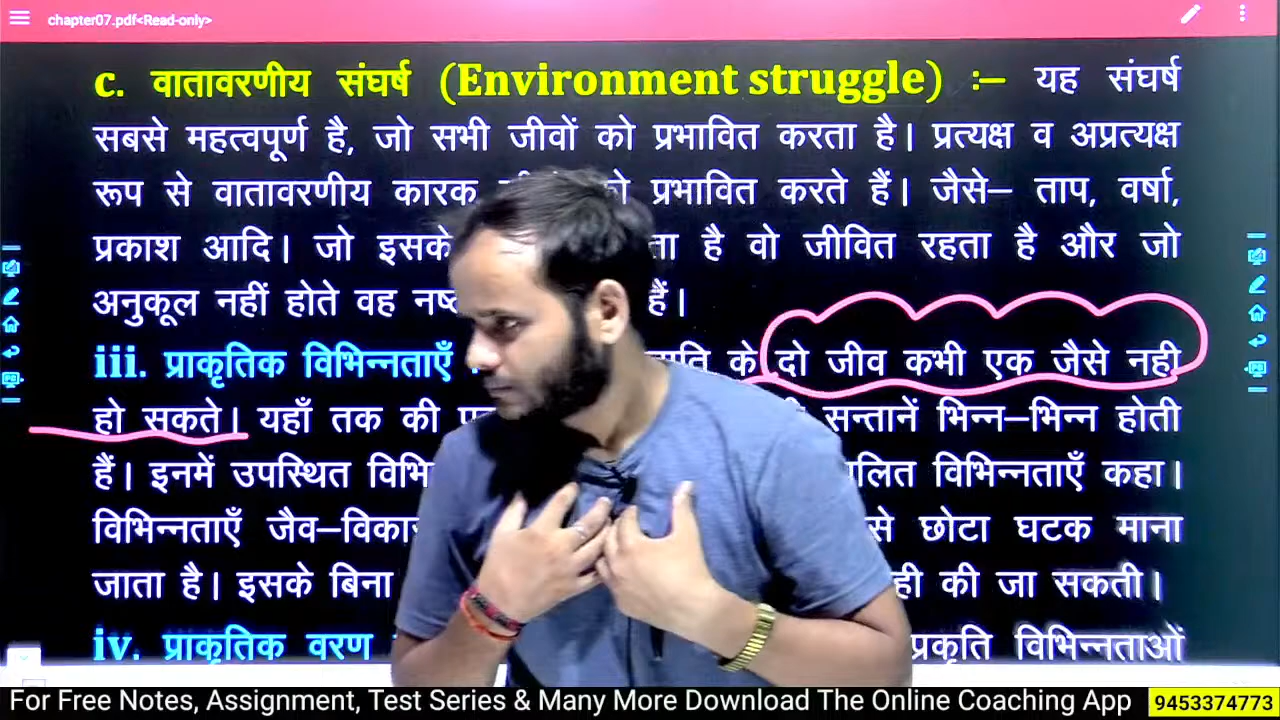 chapter07.pdf<Read-only>
c. वातावरणीय संघर्ष (Environment struggle) :– यह संघर्ष
सबसे महत्वपूर्ण है, जो सभी जीवों को प्रभावित करता है। प्रत्यक्ष व अप्रत्यक्ष
रूप से वातावरणीय कारक को प्रभावित करते हैं। जैसे– ताप, वर्षा,
प्रकाश आदि। जो इसके है वो जीवित रहता है और जो
अनुकूल नहीं होते वह हैं।
iii. प्राकृतिक विभिन्नताएँ के दो जीव कभी एक जैसे नही
हो सकते। यहाँ तक की सन्तानें भिन्न–भिन्न होती
हैं। इनमें उपस्थित विभिन्नताएँ कहा।
विभिन्नताएँ से छोटा घटक माना
जाता है। इसके बिना की जा सकती।
iv. प्राकृतिक वरण प्रकृति विभिन्नताओं
For Free Notes, Assignment, Test Series & Many More Download The Online Coaching App 9453374773